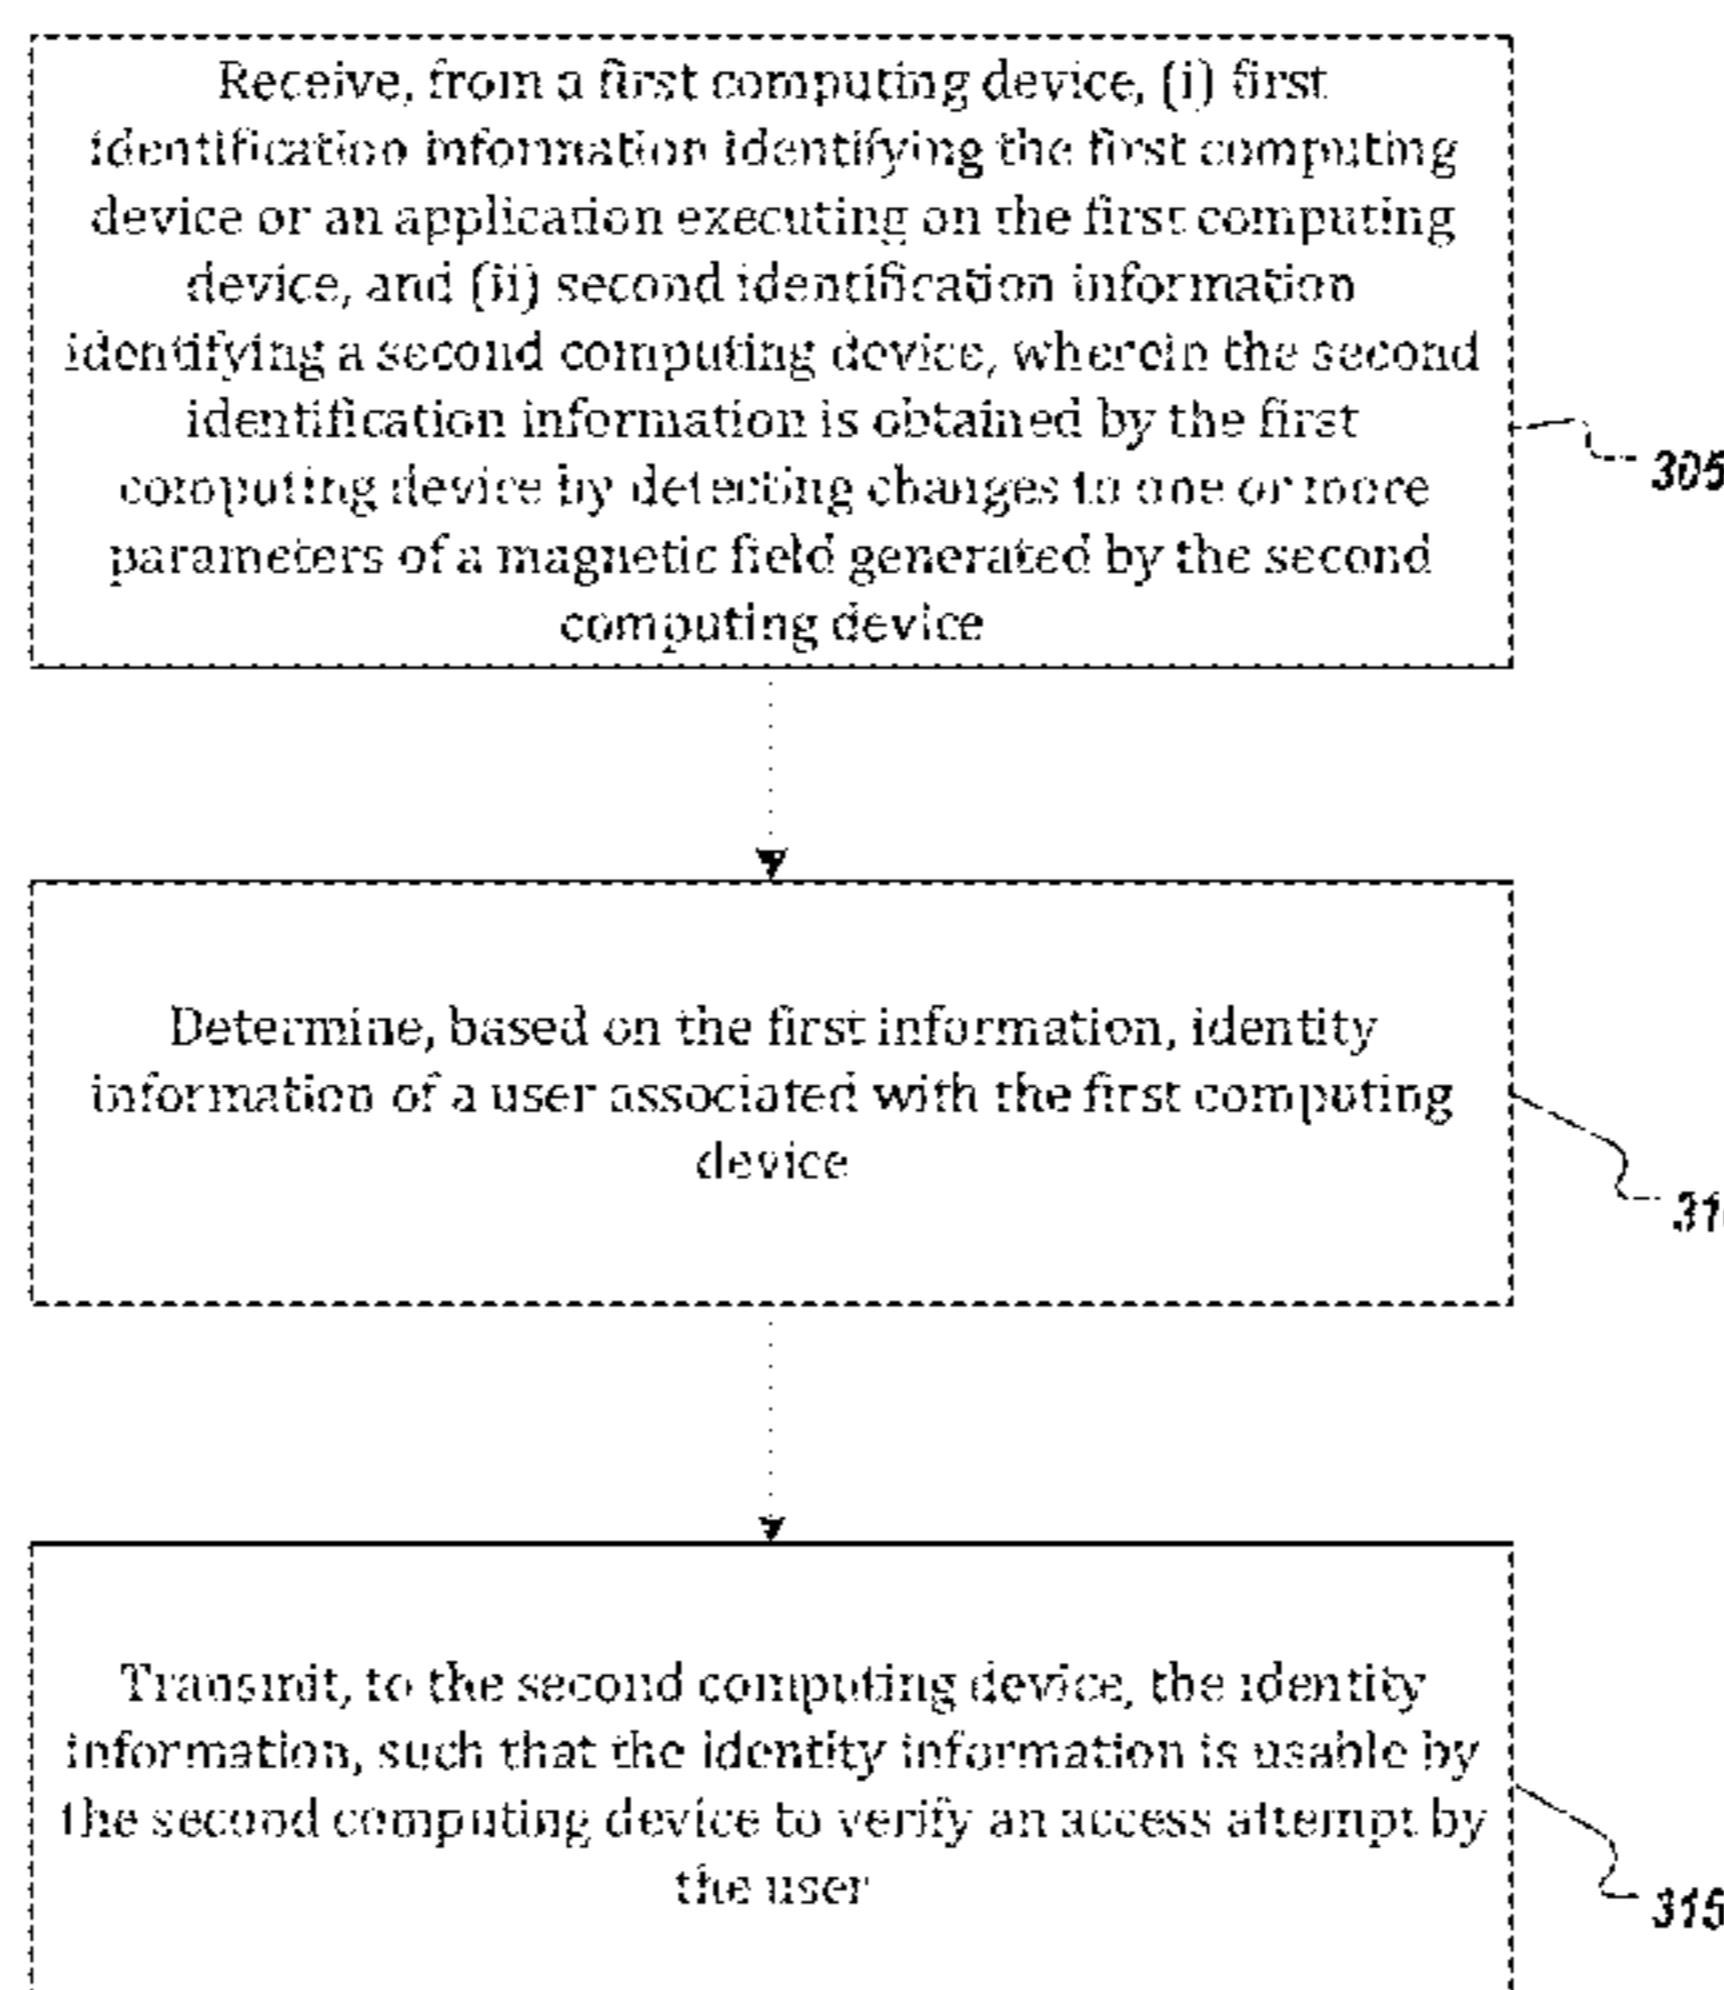 Receive, from a first computing device, (i) first
identification information identifying the first computing
device or an application executing on the first computing
device, and (ii) second identification information
identifying a second computing device, wherein the second
identification information is obtained by the first
computing device by detecting changes to one or more
parameters of a magnetic field generated by the second
computing device
305
Determine, based on the first information, identity
information of a user associated with the first computing
device
Transmit, to the second computing device, the identity
information, such that the identity information is usable by
the second computing device to verify an access attempt by
the user
315